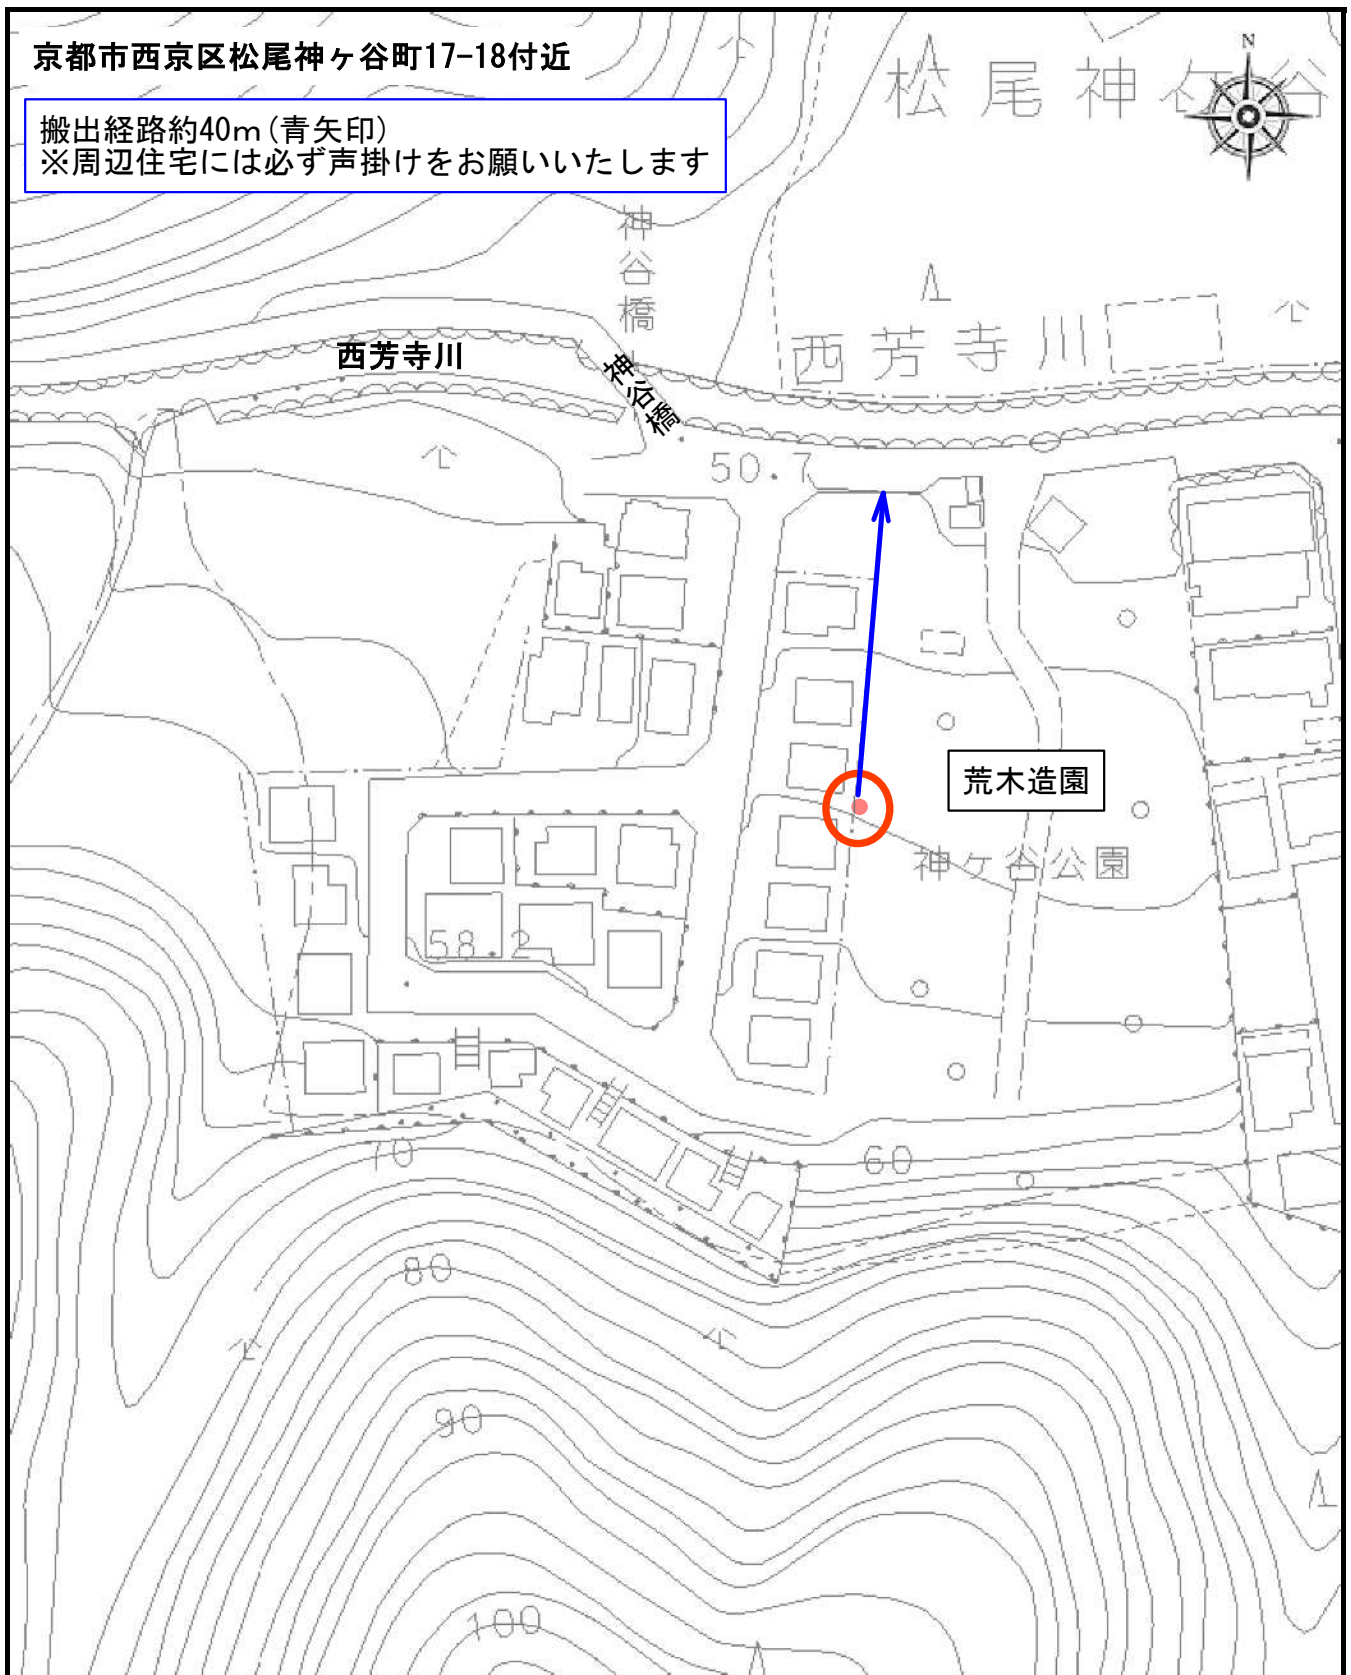 京都市西京区松尾神ヶ谷町17-18付近
松尾神ケ谷
N
搬出経路約40m(青矢印)
※周辺住宅には必ず声掛けをお願いいたします
神谷橋
西芳寺川
西芳寺川
神谷橋
50.7
荒木造園
神ケ谷公園
58.2
70
60
80
90
100